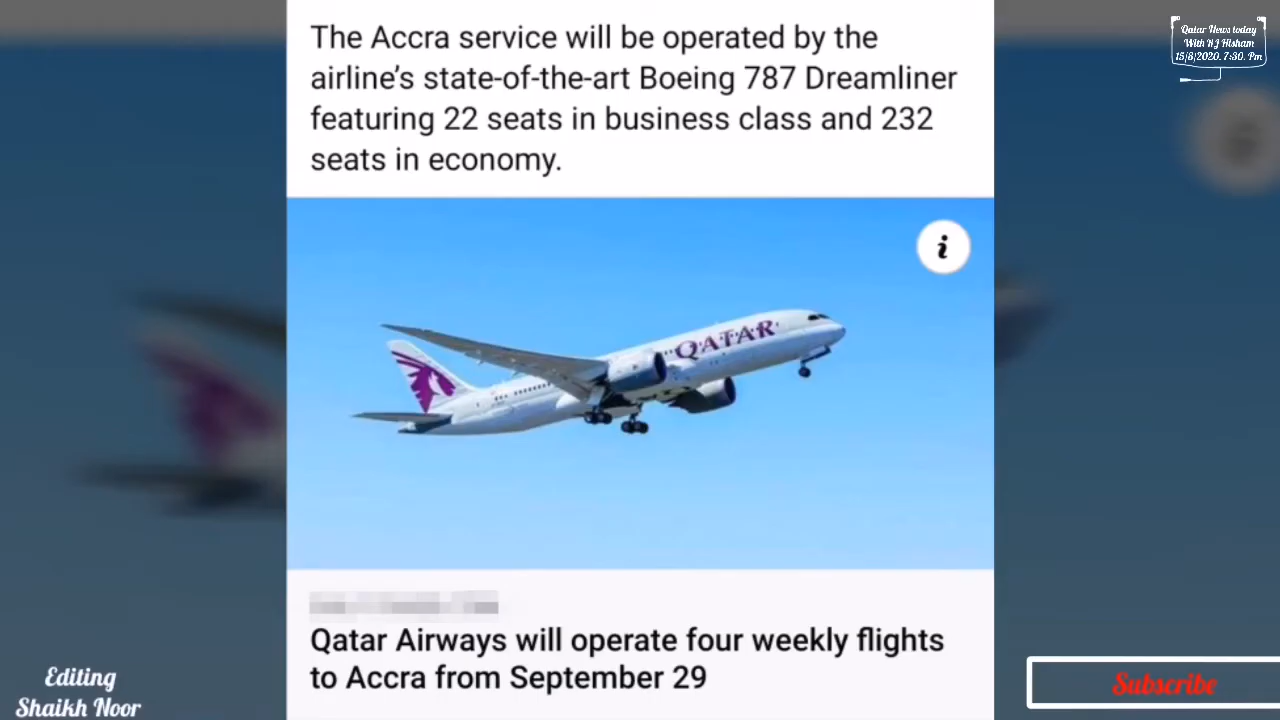 The Accra service will be operated by the
airline’s state-of-the-art Boeing 787 Dreamliner
featuring 22 seats in business class and 232
seats in economy.
Qatar News today
With RJ Hisham
15/8/2020. 7:30. Pm
i
QATAR
Qatar Airways will operate four weekly flights
to Accra from September 29
Editing
Shaikh Noor
Subscribe